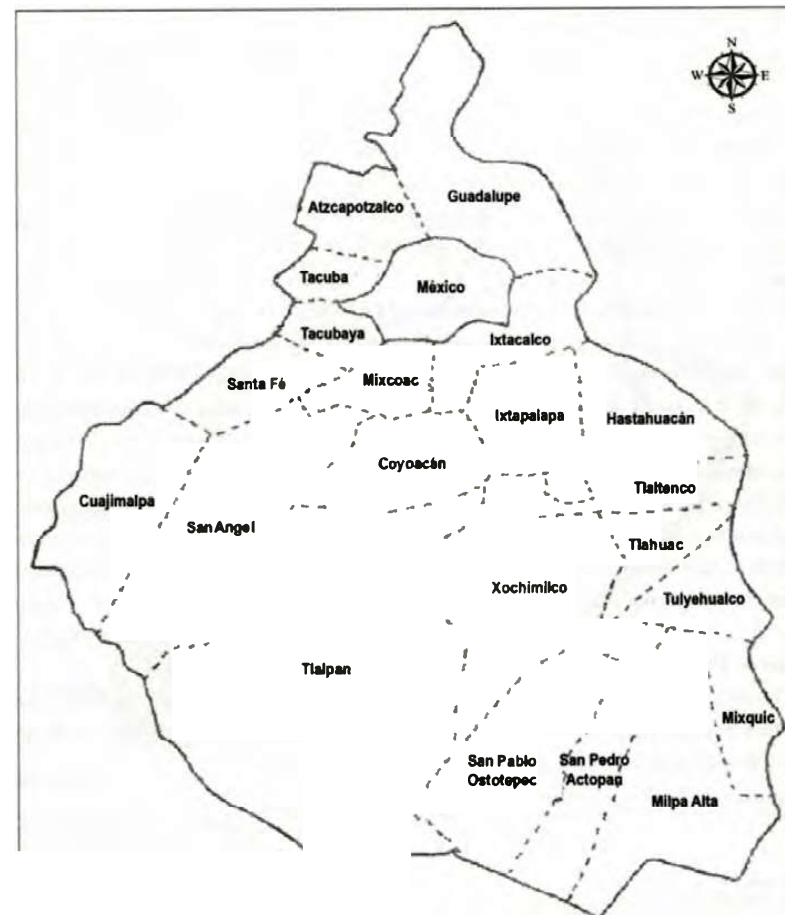 N
W E
S
Guadalupe
Atzcapotzalco
Tacuba
México
Tacubaya
Ixtacalco
Santa Fé
Mixcoac
Ixtapalapa
Hastahuacán
Coyoacán
Tlaltenco
Cuajimalpa
San Angel
Tlahuac
Xochimilco
Tulyehualco
Tlalpan
Mixquic
San Pablo
Ostotepec
San Pedro
Actopan
Milpa Alta